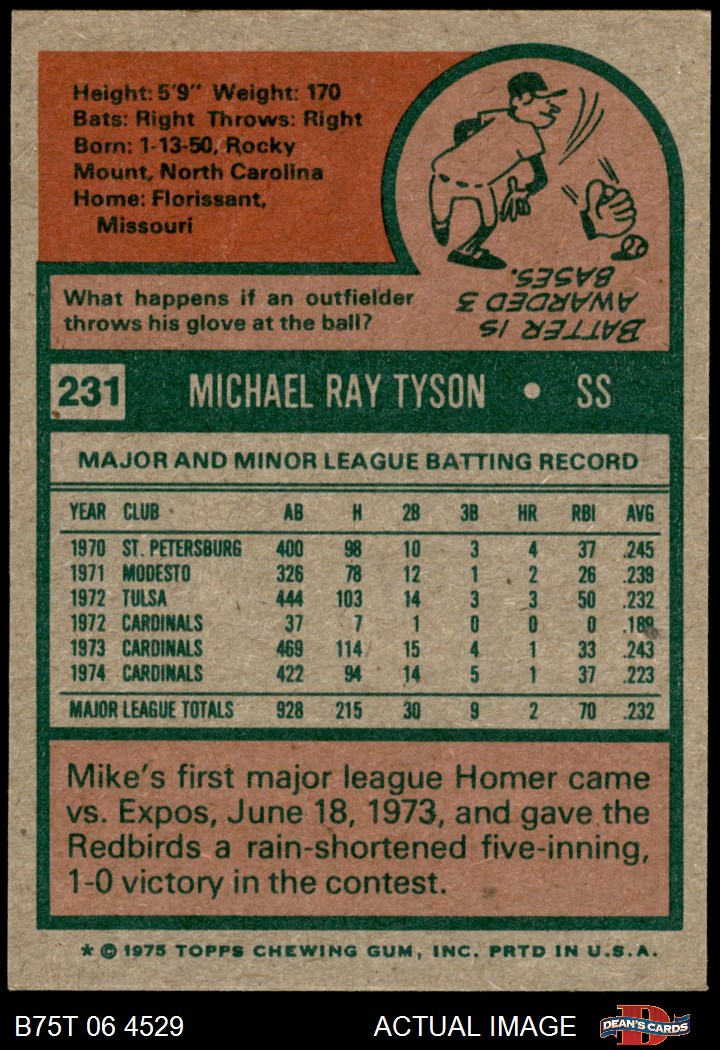 Height: 5'9" Weight: 170
Bats: Right Throws: Right
Born: 1-13-50, Rocky
Mount, North Carolina
Home: Florissant,
Missouri
What happens if an outfielder
throws his glove at the ball?
BATTER IS
AWARDED 3
BASES.
231 MICHAEL RAY TYSON • SS
MAJOR AND MINOR LEAGUE BATTING RECORD
YEAR CLUB AB H 2B 3B HR RBI AVG
1970 ST. PETERSBURG 400 98 10 3 4 37 .245
1971 MODESTO 326 78 12 1 2 26 .239
1972 TULSA 444 103 14 3 3 50 .232
1972 CARDINALS 37 7 1 0 0 0 .189
1973 CARDINALS 469 114 15 4 1 33 .243
1974 CARDINALS 422 94 14 5 1 37 .223
MAJOR LEAGUE TOTALS 928 215 30 9 2 70 .232
Mike's first major league Homer came
vs. Expos, June 18, 1973, and gave the
Redbirds a rain-shortened five-inning,
1-0 victory in the contest.
* © 1975 TOPPS CHEWING GUM, INC. PRTD IN U.S.A.
B75T 06 4529 ACTUAL IMAGE D DEAN'S CARDS